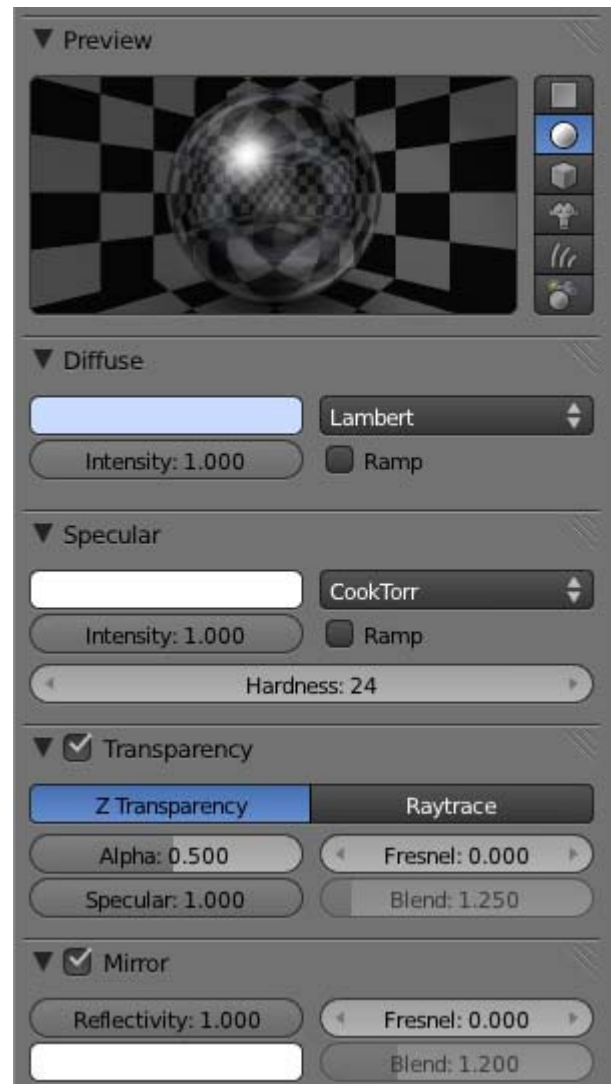 Preview
Diffuse
Lambert
Intensity: 1.000
Ramp
Specular
CookTorr
Intensity: 1.000
Ramp
Hardness: 24
Transparency
Z Transparency
Raytrace
Alpha: 0.500
Fresnel: 0.000
Specular: 1.000
Blend: 1.250
Mirror
Reflectivity: 1.000
Fresnel: 0.000
Blend: 1.200